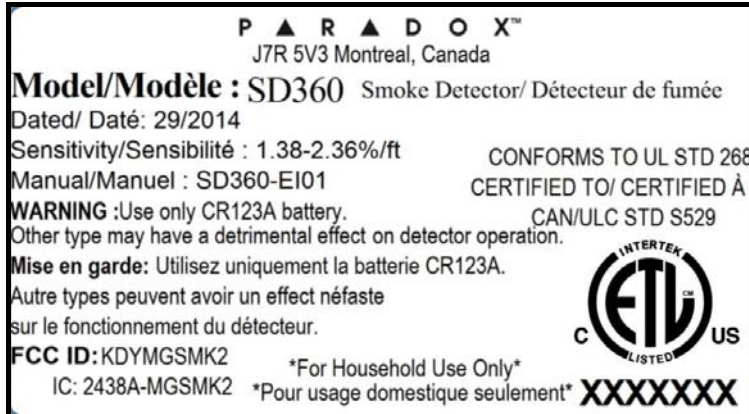 PARADOX™
J7R 5V3 Montreal, Canada
Model/Modèle : SD360 Smoke Detector/ Détecteur de fumée
Dated/ Daté: 29/2014
Sensitivity/Sensibilité : 1.38-2.36%/ft
CONFORMS TO UL STD 268
Manual/Manuel : SD360-EI01
CERTIFIED TO/ CERTIFIED À
WARNING :Use only CR123A battery.
CAN/ULC STD S529
Other type may have a detrimental effect on detector operation.
Mise en garde: Utilisez uniquement la batterie CR123A.
Autre types peuvent avoir un effect néfaste
sur le fonctionnement du détecteur.
INTERTEK
ETL CM
C US
LISTED
FCC ID: KDYMGSMK2
*For Household Use Only*
IC: 2438A-MGSMK2
*Pour usage domestique seulement*
XXXXXXX